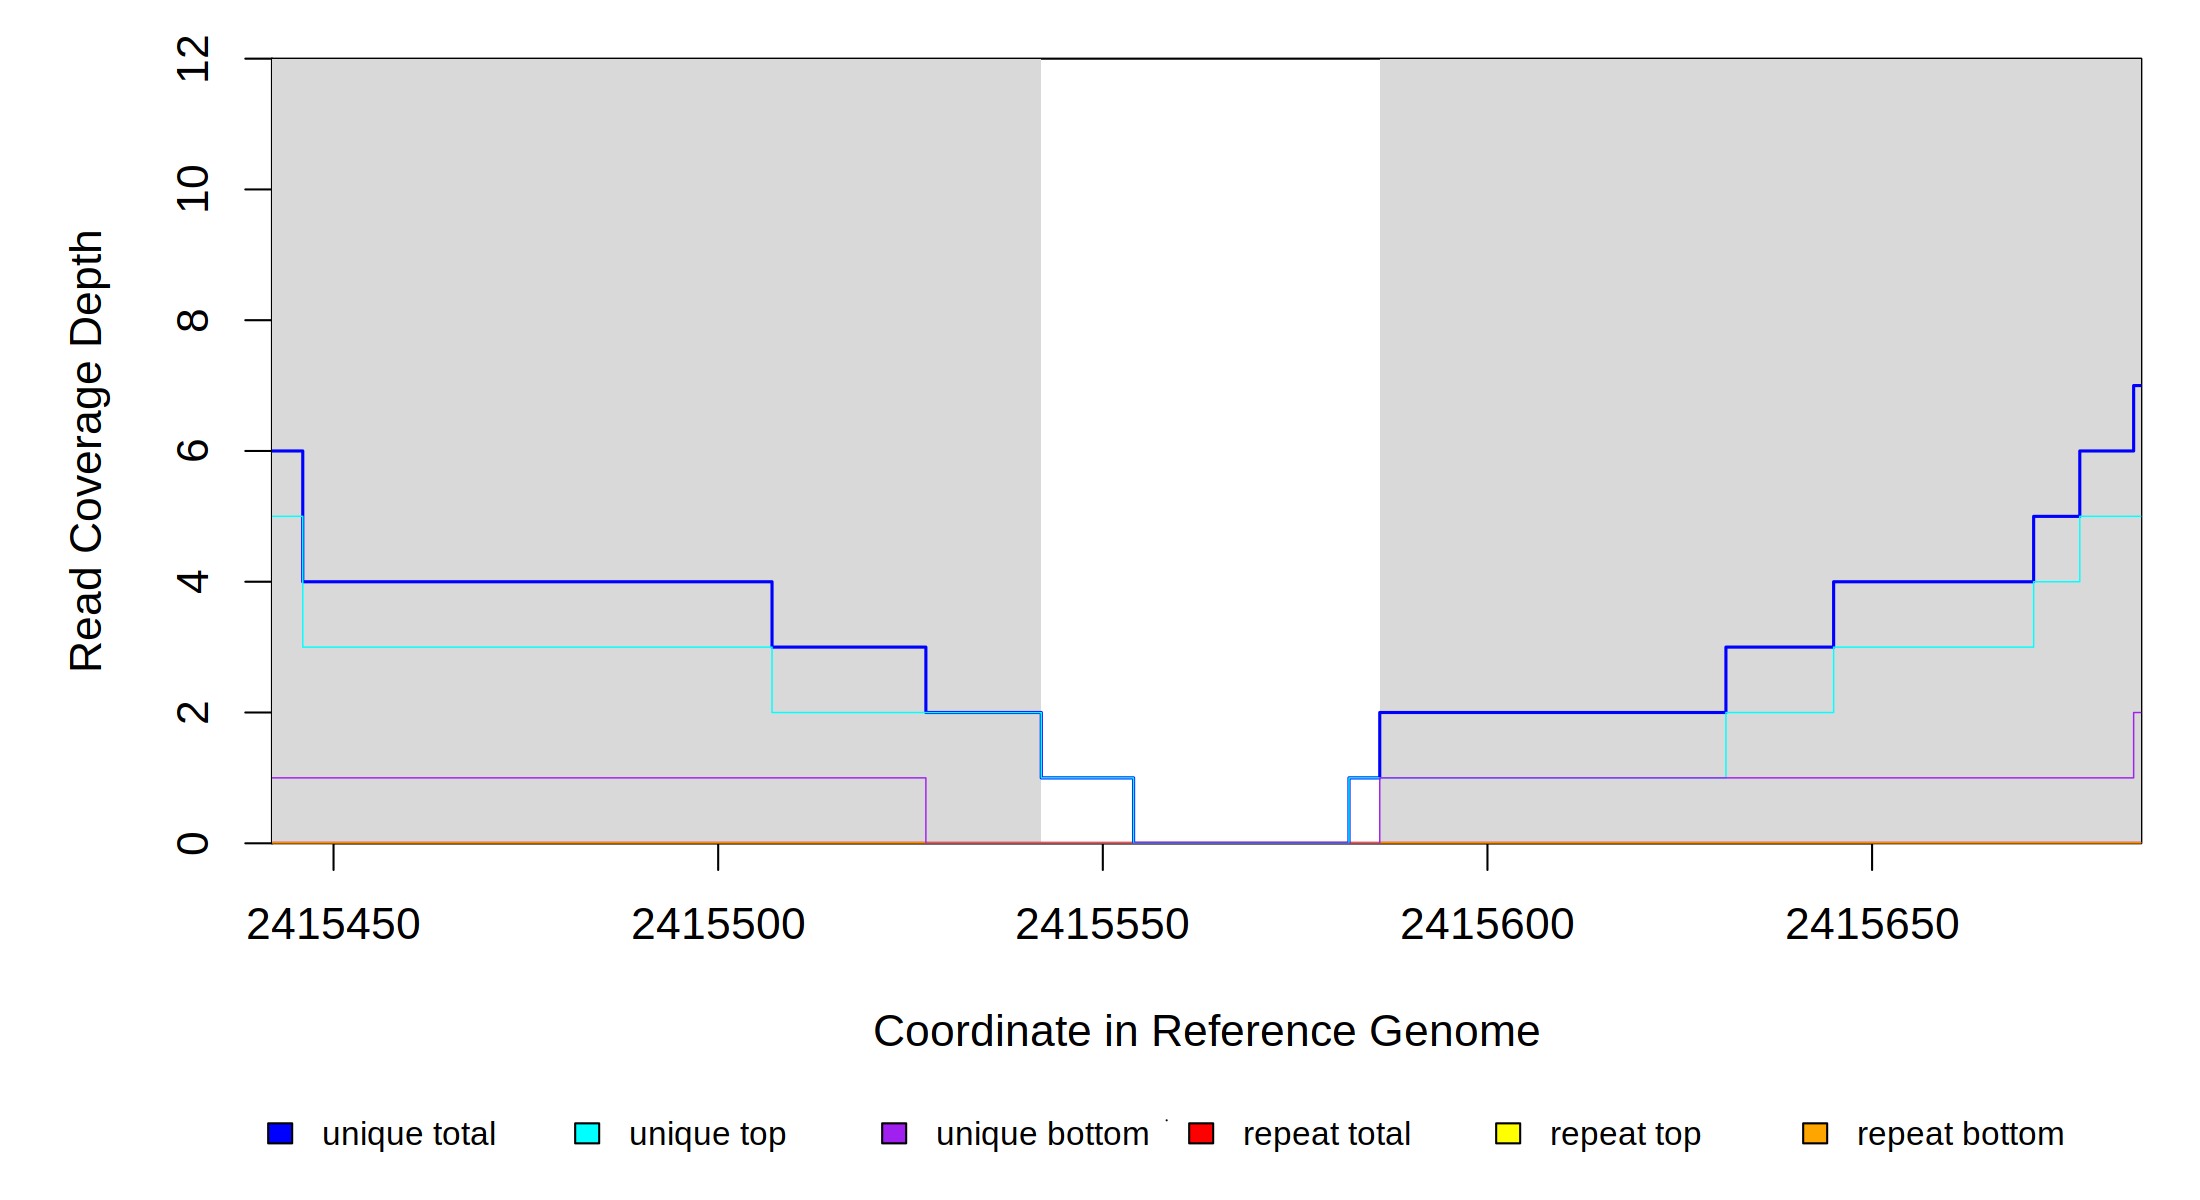 12
10
8
6
4
2
0
Read Coverage Depth
2415450 2415500 2415550 2415600 2415650
Coordinate in Reference Genome
unique total unique top unique bottom repeat total repeat top repeat bottom